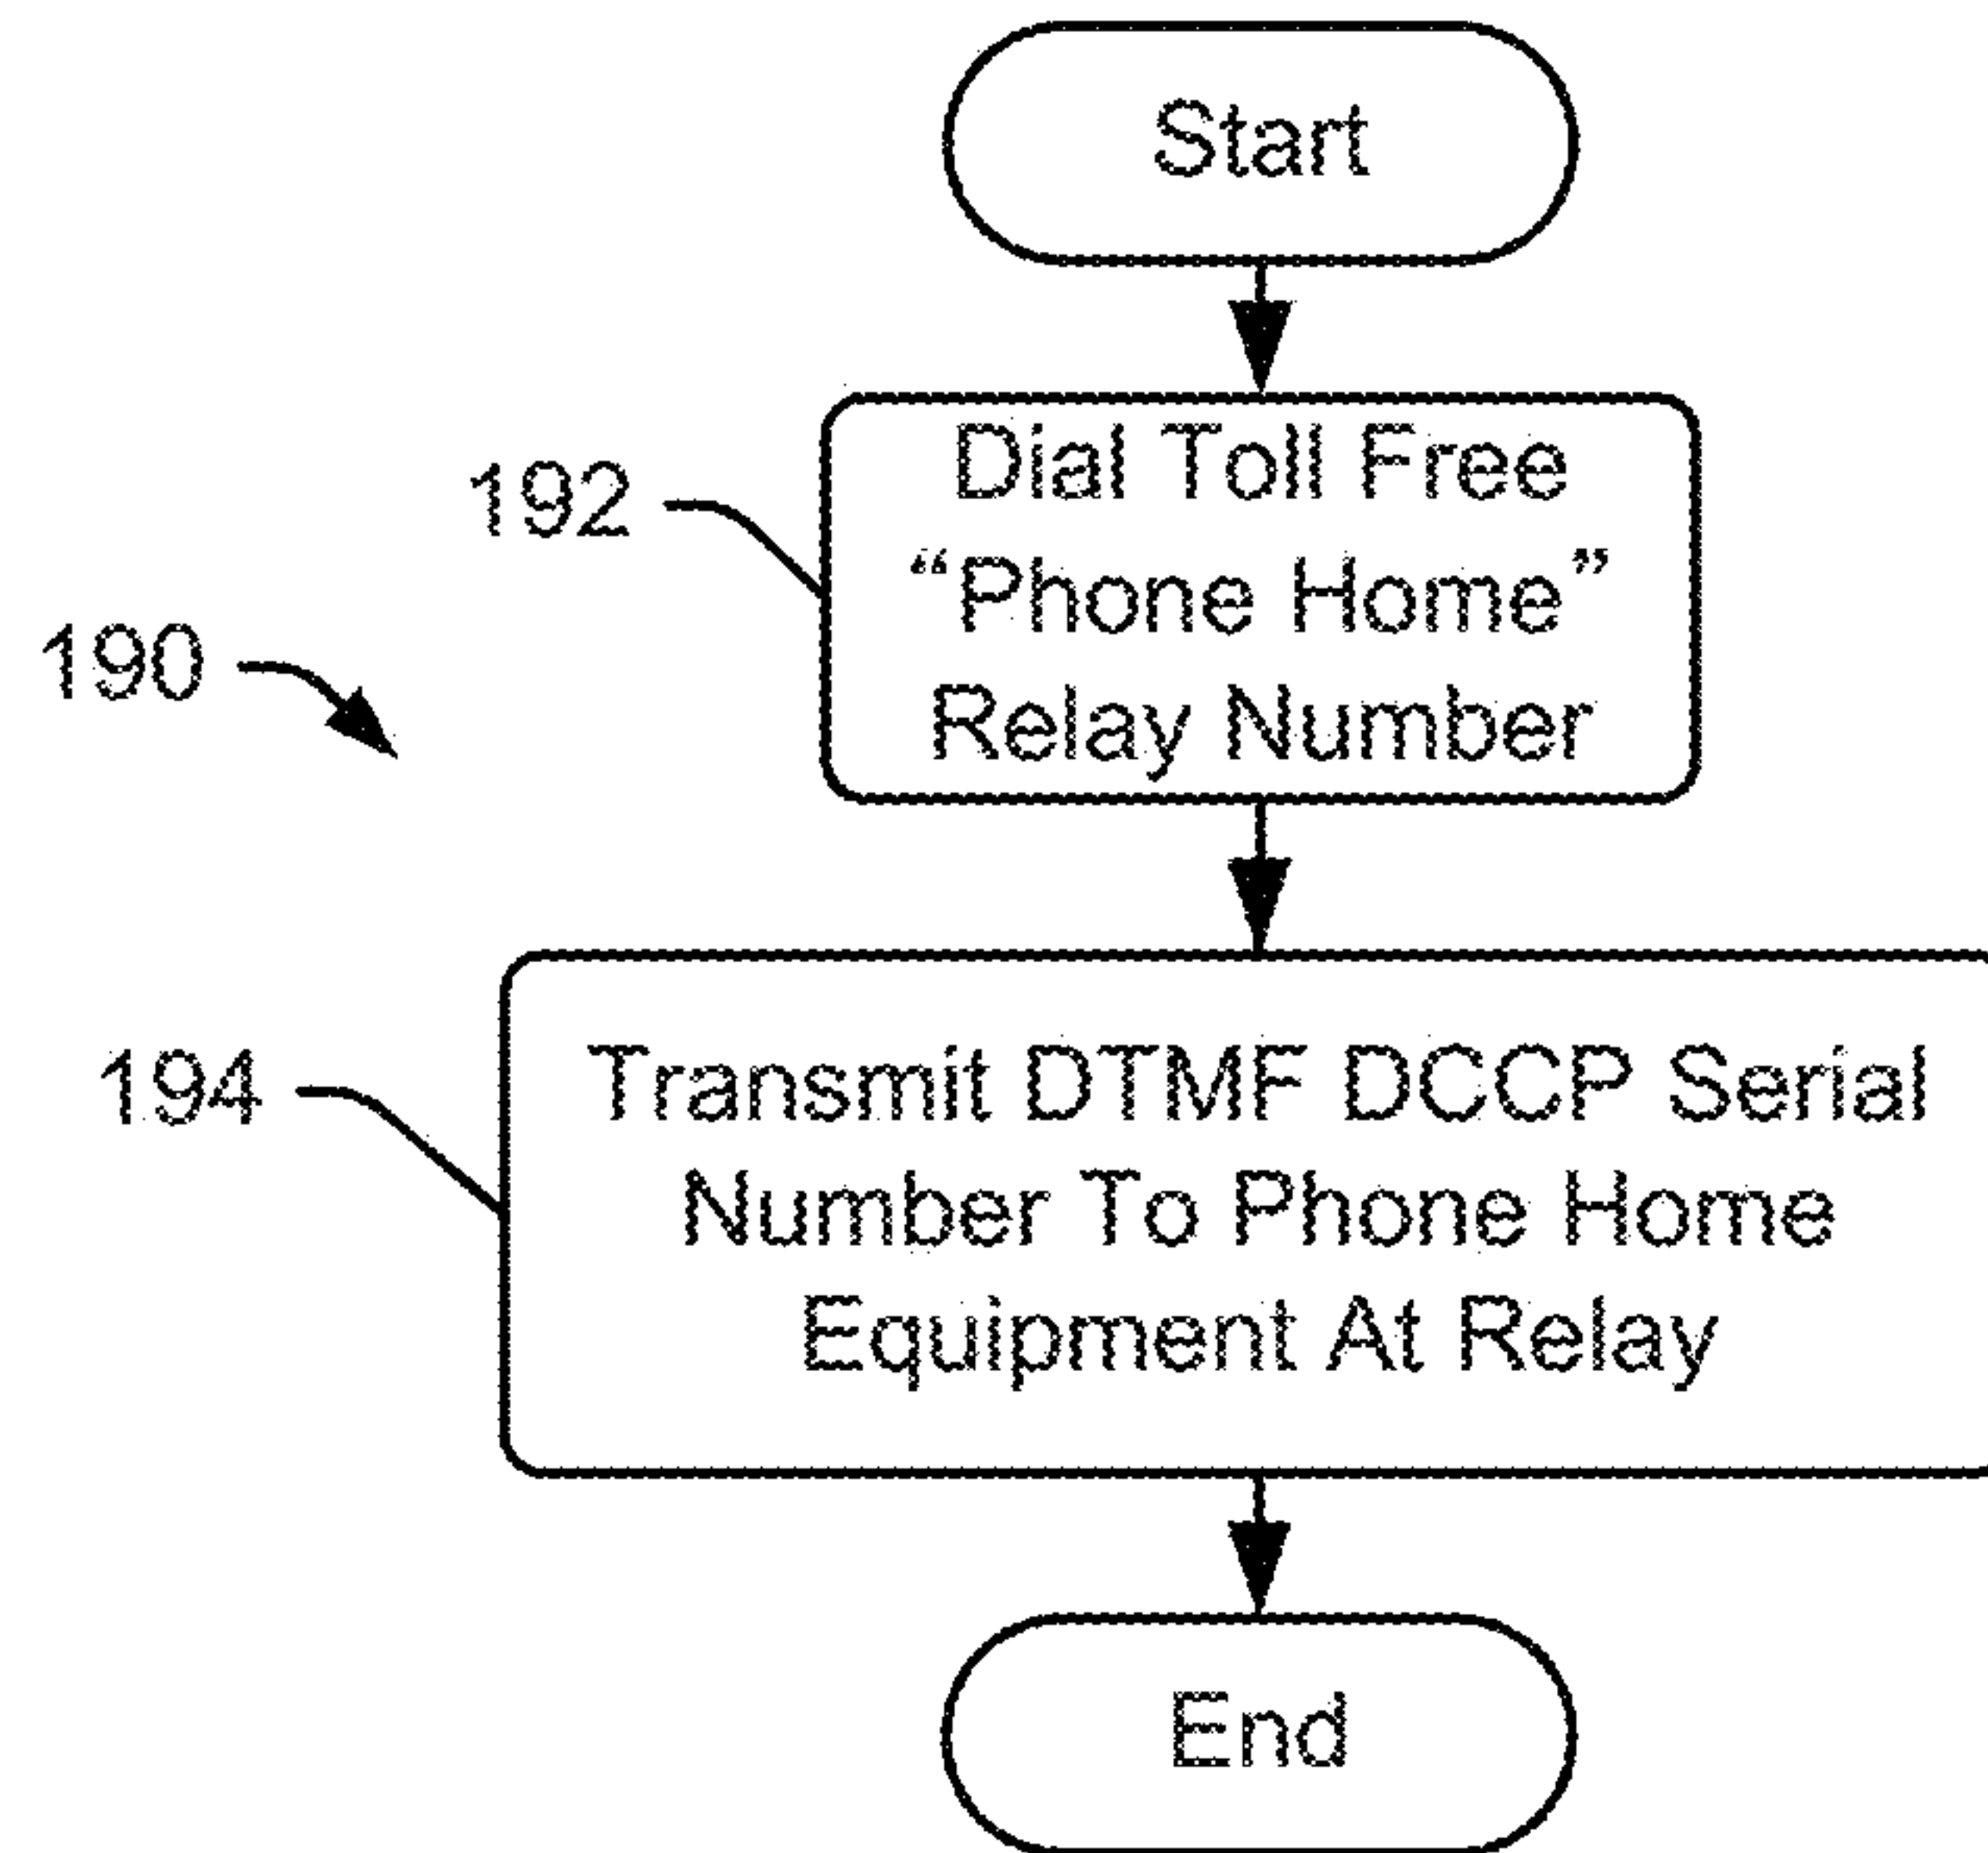 Start
Dial Toll Free
192
“Phone Home”
190
Relay Number
194
Transmit DTMF DCCP Serial
Number To Phone Home
Equipment At Relay
End